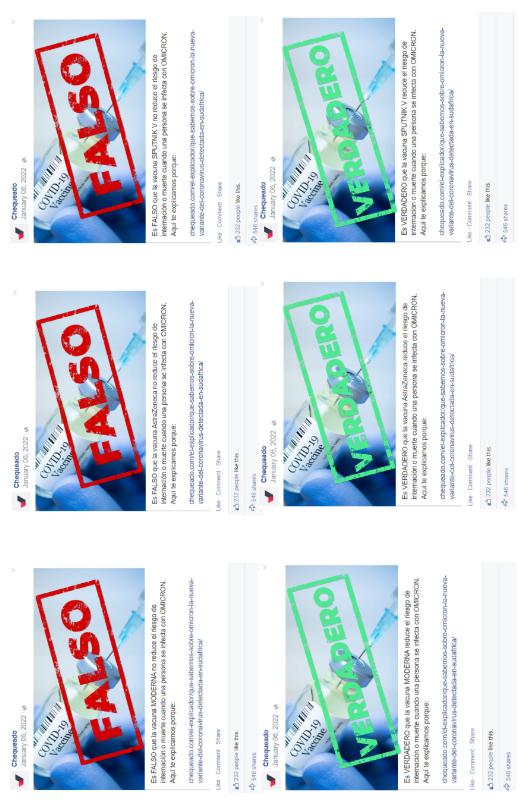 Chequeado
January 06, 2022
COVID-19
Vaccine
FALSO
Es FALSO que la vacuna MODERNA no reduce el riesgo de
internación o muerte cuando una persona se infecta con OMICRON.
Aquí te explicamos porque:
chequeado.com/el-explicador/que-sabemos-sobre-omicron-la-nueva-
variante-del-coronavirus-detectada-en-sudafrica/
Like · Comment · Share
232 people like this.
546 shares
Chequeado
January 06, 2022
COVID-19
Vaccine
FALSO
Es FALSO que la vacuna AstraZeneca no reduce el riesgo de
internación o muerte cuando una persona se infecta con OMICRON.
Aquí te explicamos porque:
chequeado.com/el-explicador/que-sabemos-sobre-omicron-la-nueva-
variante-del-coronavirus-detectada-en-sudafrica/
Like · Comment · Share
232 people like this.
546 shares
Chequeado
January 06, 2022
COVID-19
Vaccine
FALSO
Es FALSO que la vacuna SPUTNIK V no reduce el riesgo de
internación o muerte cuando una persona se infecta con OMICRON.
Aquí te explicamos porque:
chequeado.com/el-explicador/que-sabemos-sobre-omicron-la-nueva-
variante-del-coronavirus-detectada-en-sudafrica/
Like · Comment · Share
232 people like this.
546 shares
Chequeado
January 06, 2022
COVID-19
Vaccine
VERDADERO
Es VERDADERO que la vacuna MODERNA reduce el riesgo de
internación o muerte cuando una persona se infecta con OMICRON.
Aquí te explicamos porque:
chequeado.com/el-explicador/que-sabemos-sobre-omicron-la-nueva-
variante-del-coronavirus-detectada-en-sudafrica/
Like · Comment · Share
232 people like this.
546 shares
Chequeado
January 06, 2022
COVID-19
Vaccine
VERDADERO
Es VERDADERO que la vacuna AstraZeneca reduce el riesgo de
internación o muerte cuando una persona se infecta con OMICRON.
Aquí te explicamos porque:
chequeado.com/el-explicador/que-sabemos-sobre-omicron-la-nueva-
variante-del-coronavirus-detectada-en-sudafrica/
Like · Comment · Share
232 people like this.
546 shares
Chequeado
January 06, 2022
COVID-19
Vaccine
VERDADERO
Es VERDADERO que la vacuna SPUTNIK V reduce el riesgo de
internación o muerte cuando una persona se infecta con OMICRON.
Aquí te explicamos porque:
chequeado.com/el-explicador/que-sabemos-sobre-omicron-la-nueva-
variante-del-coronavirus-detectada-en-sudafrica/
Like · Comment · Share
232 people like this.
546 shares